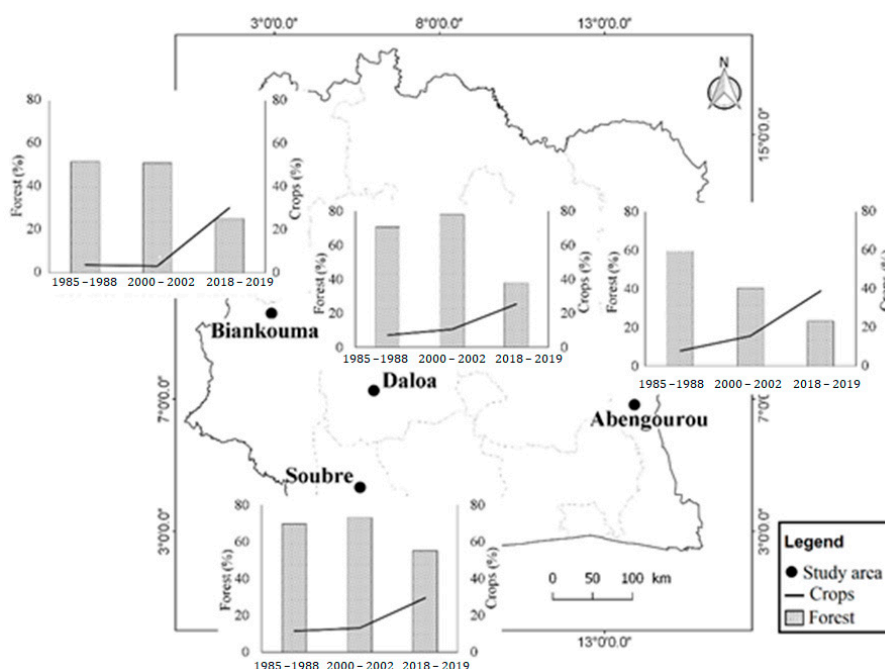 3°0'0.0" 8°0'0.0" 13°0'0.0"
N
15°0'0.0"
80 80
60 60
40 40
20 20
0 0
Forest (%)
Crops (%)
1985–1988 2000–2002 2018–2019
Biankouma
80 80
60 60
40 40
20 20
0 0
Forest (%)
Crops (%)
1985–1988 2000–2002 2018–2019
Daloa
80 80
60 60
40 40
20 20
0 0
Forest (%)
Crops (%)
1985–1988 2000–2002 2018–2019
7°0'0.0" 7°0'0.0"
Abengourou
Soubre
80 80
60 60
40 40
20 20
0 0
Forest (%)
Crops (%)
1985–1988 2000–2002 2018–2019
3°0'0.0" 3°0'0.0"
0 50 100 km
13°0'0.0"
Legend
Study area
Crops
Forest